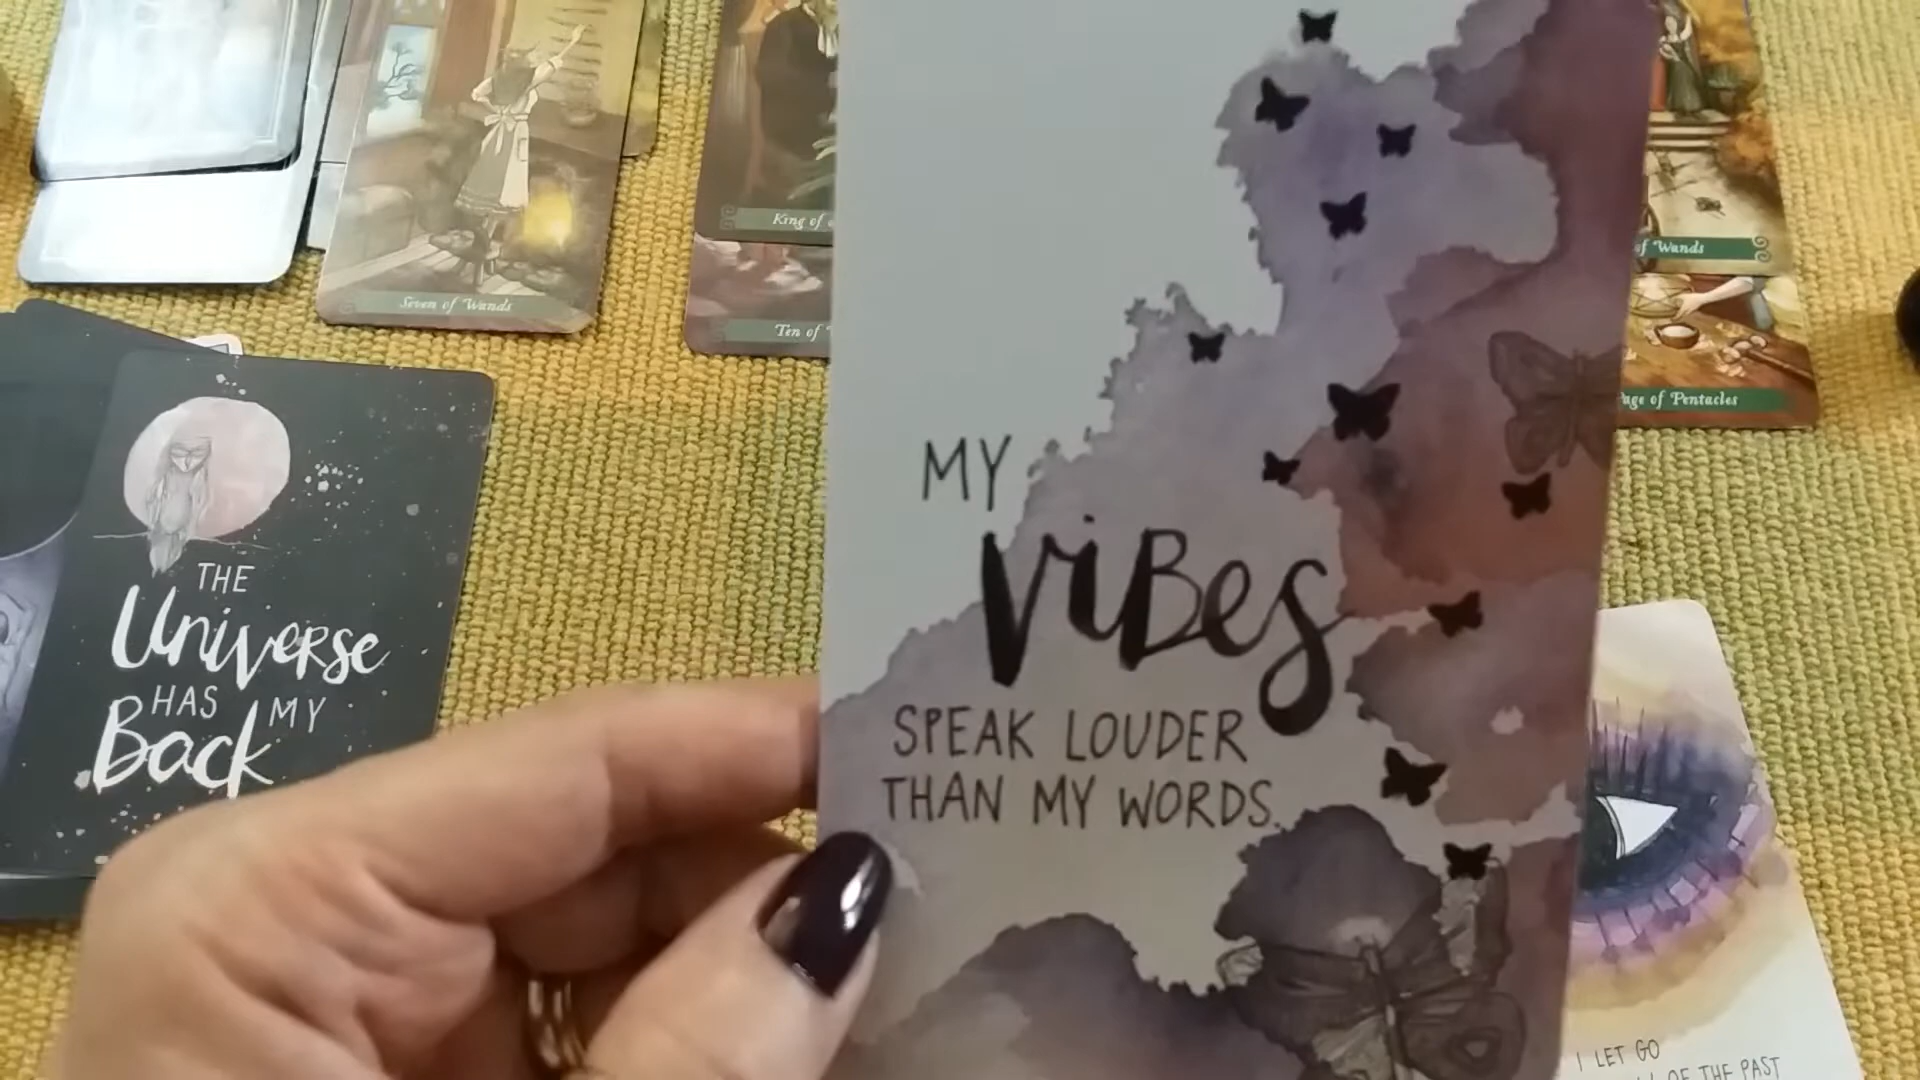 Seven of Wands
King of
Ten of
of Wands
Page of Pentacles
THE
Universe
HAS MY
Back
MY
ViBes
SPEAK LOUDER
THAN MY WORDS.
I LET GO
OF THE PAST